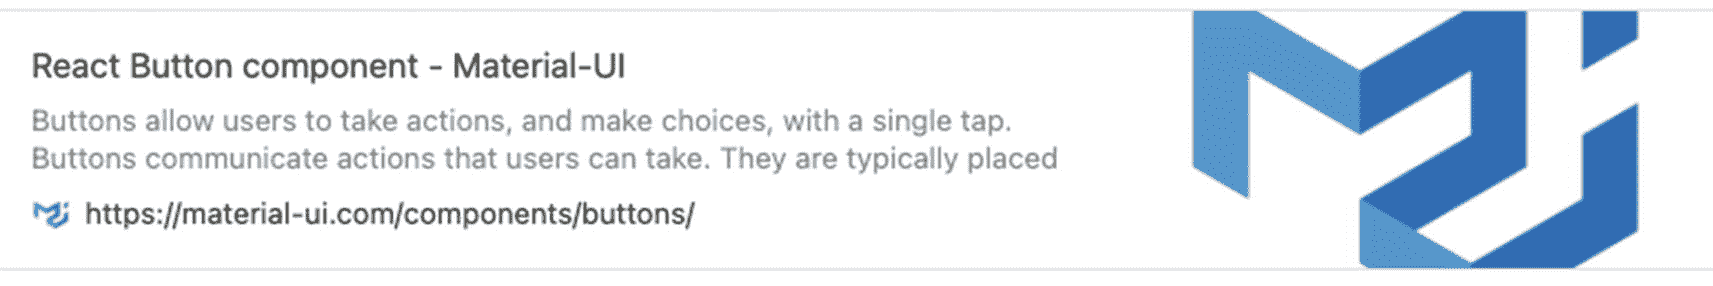 React Button component - Material-UI
Buttons allow users to take actions, and make choices, with a single tap.
Buttons communicate actions that users can take. They are typically placed
https://material-ui.com/components/buttons/